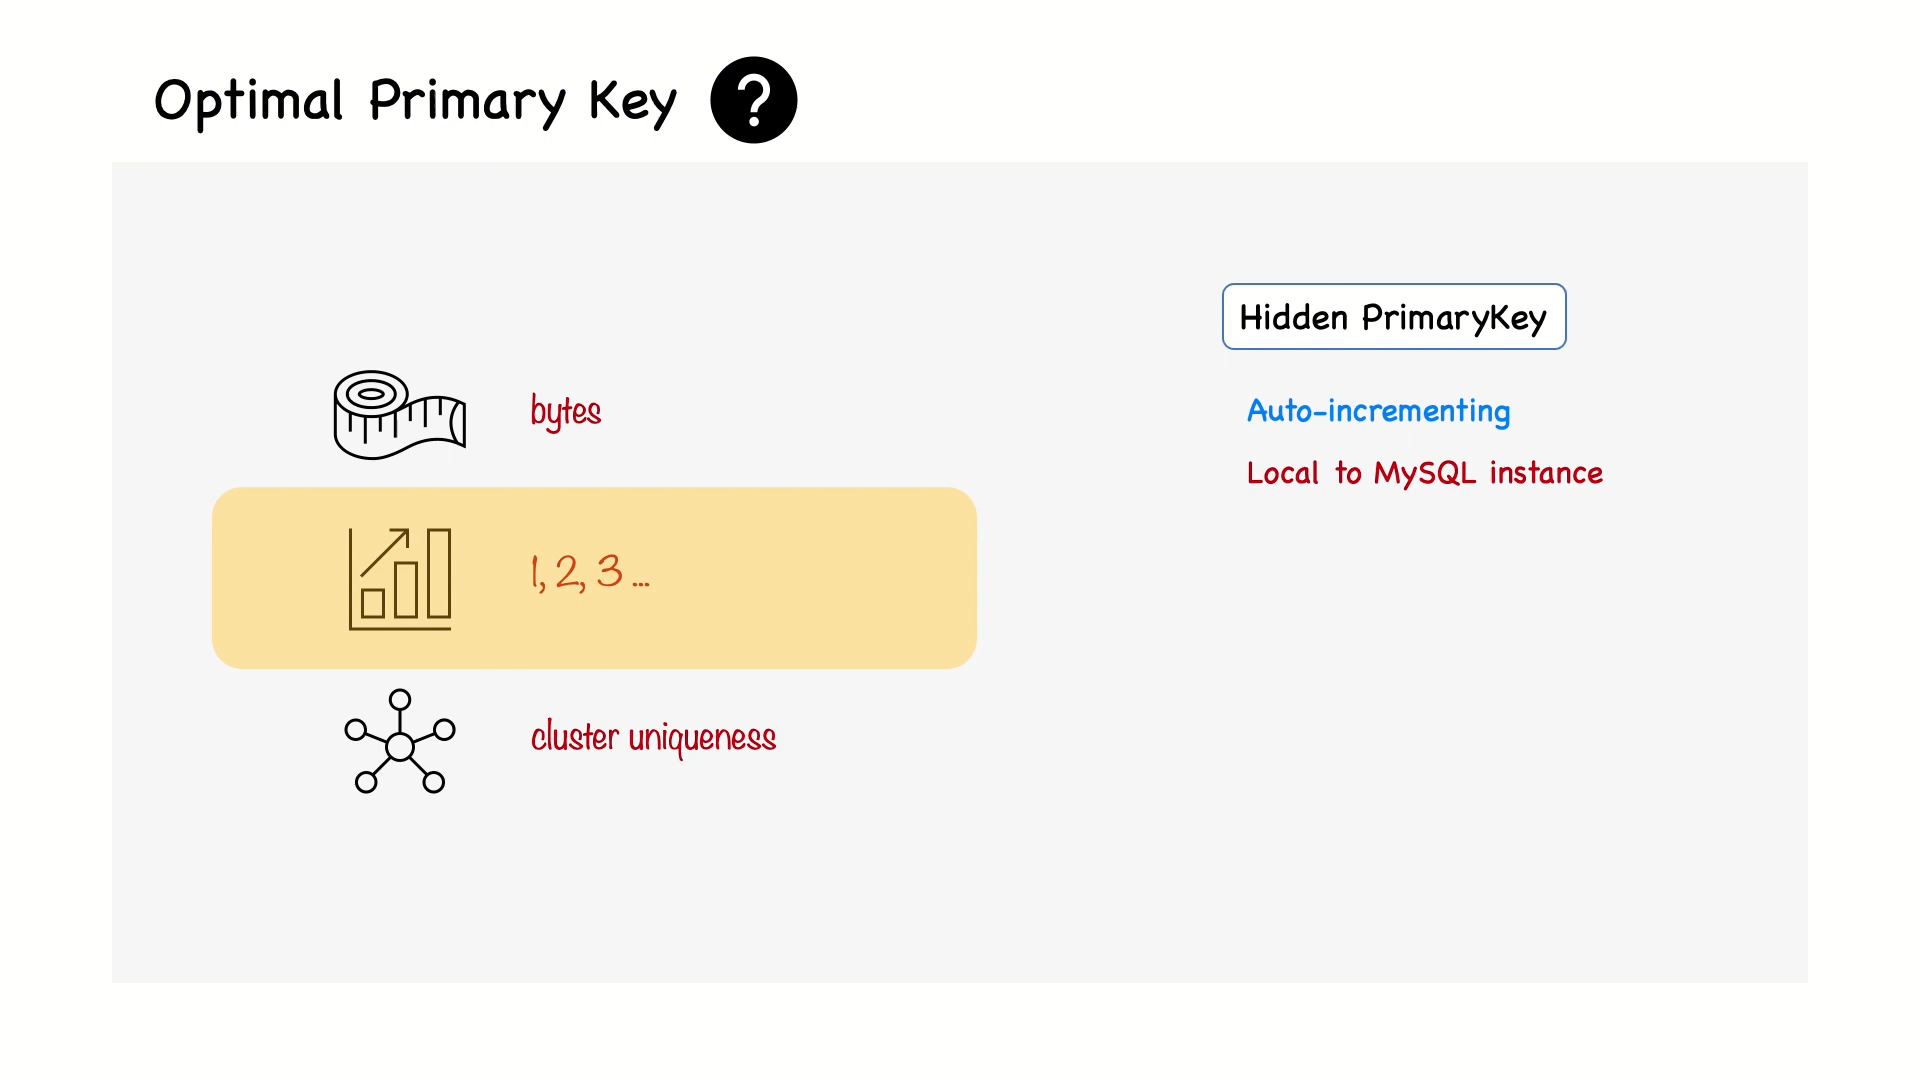 Optimal Primary Key ?
bytes
1, 2, 3 ...
cluster uniqueness
Hidden PrimaryKey
Auto-incrementing
Local to MySQL instance